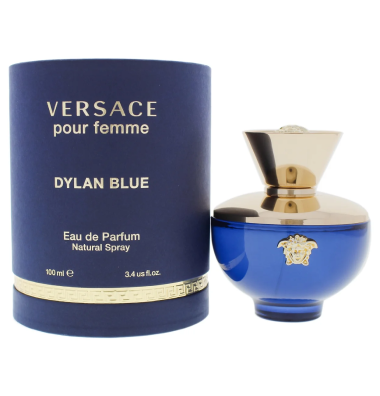 VERSACE
pour femme
DYLAN BLUE
Eau de Parfum
Natural Spray
100 ml ℮ 3.4 us fl.oz.